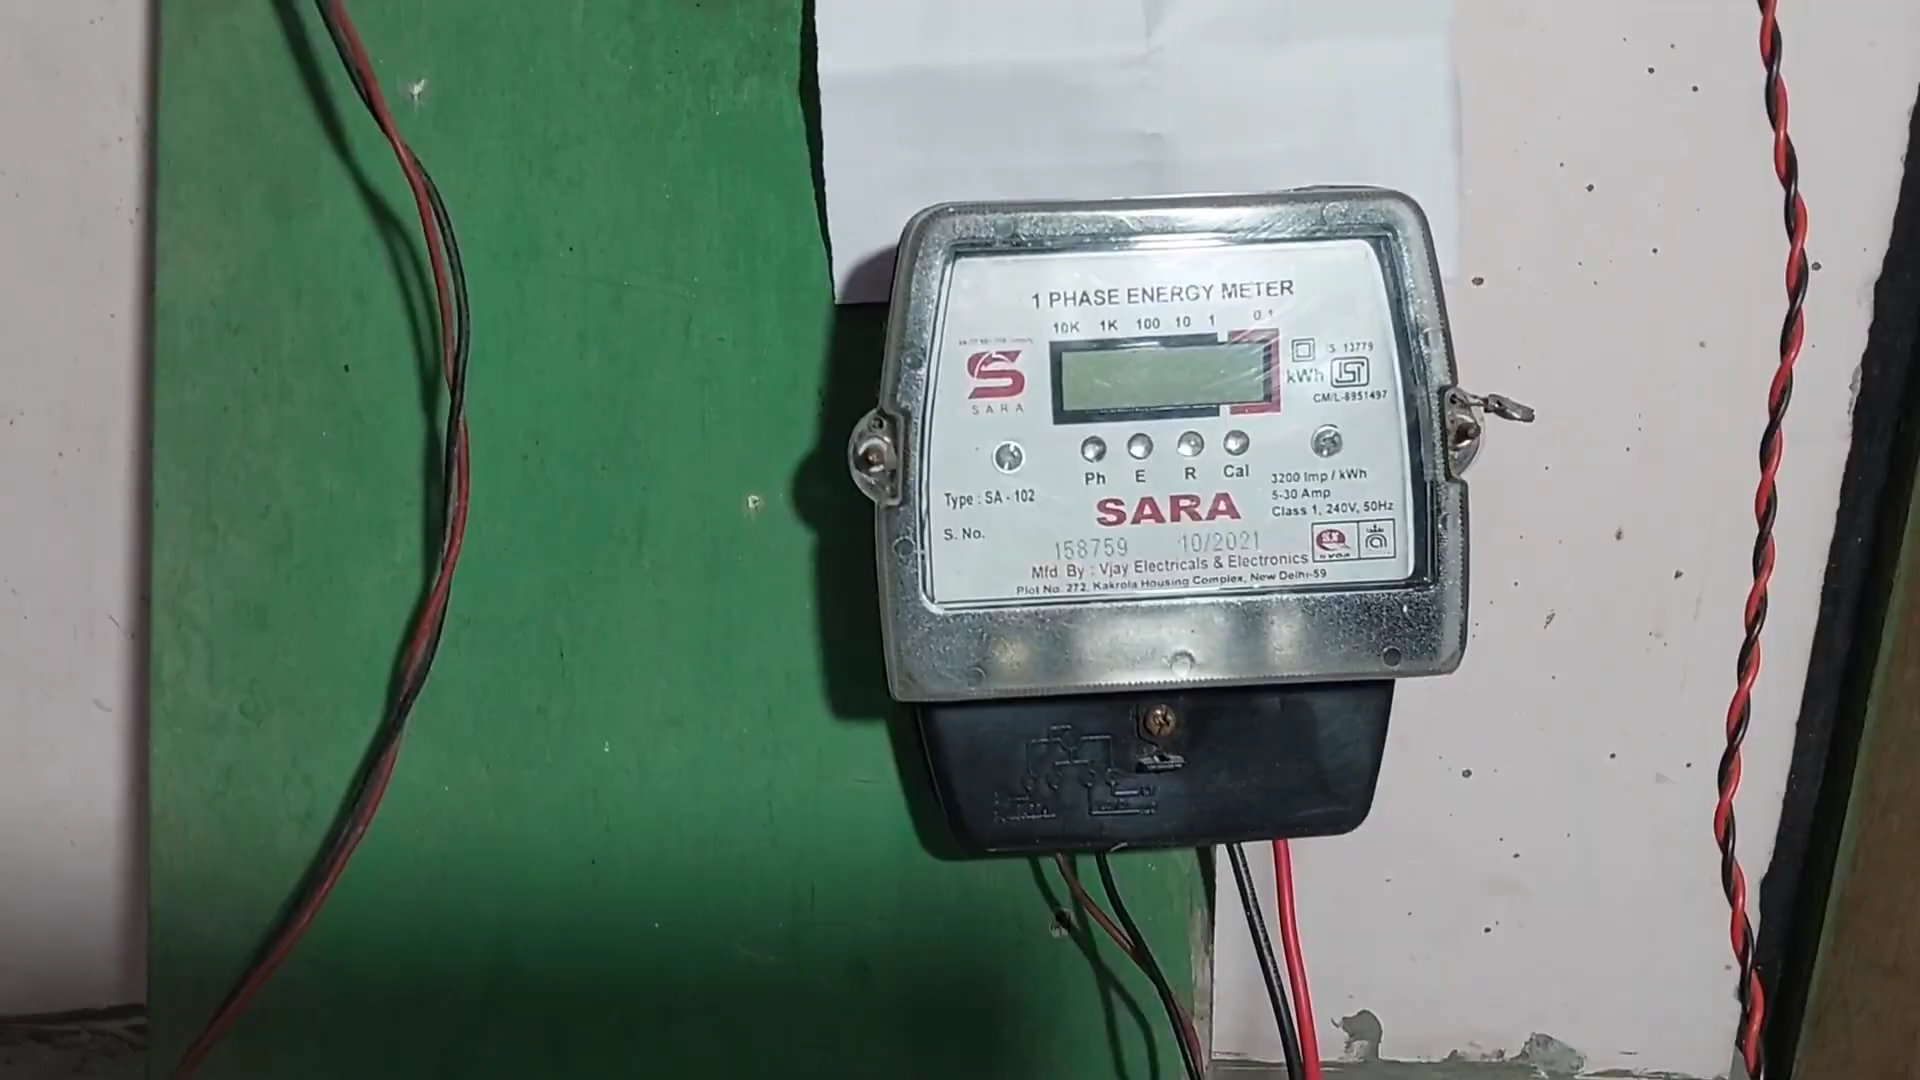 1 PHASE ENERGY METER
10K 1K 100 10 1 0.1
S
SARA
IS 13779
kWh
ISI
CM/L-8951497
Ph E R Cal
3200 Imp / kWh
Type : SA - 102
5-30 Amp
SARA
Class 1, 240V, 50Hz
S. No.
158759 10/2021
Mfd By : Vjay Electricals & Electronics
Plot No. 272, Kakrola Housing Complex, New Delhi-59